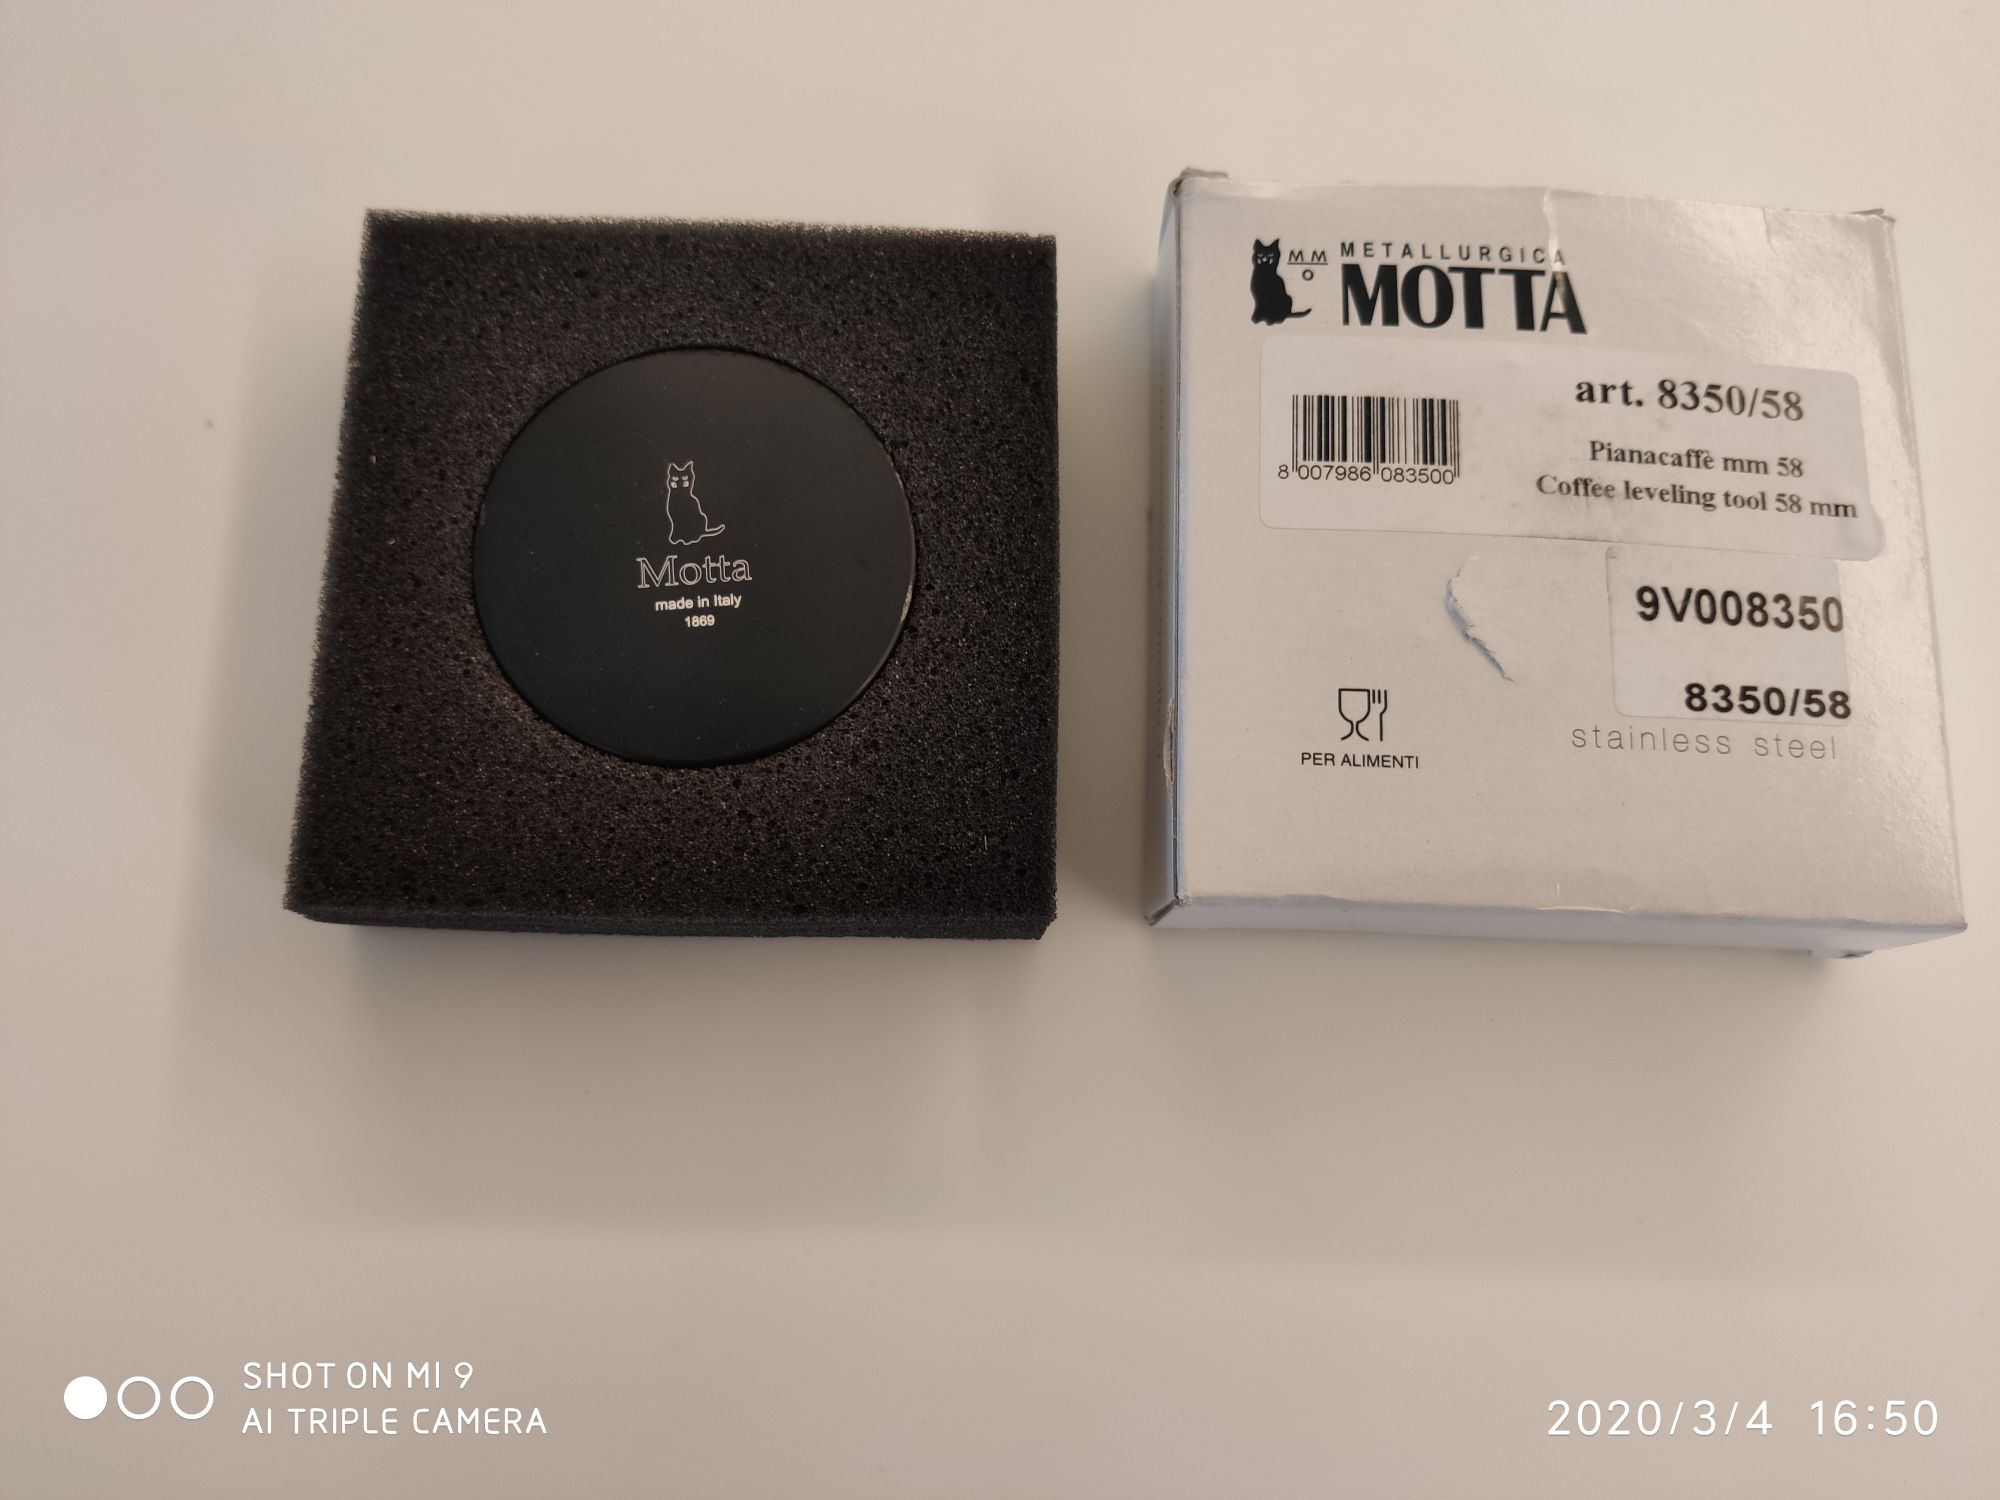 Motta
made in Italy
1869
MM
O
METALLURGICA
MOTTA
art. 8350/58
Pianacaffè mm 58
Coffee leveling tool 58 mm
8 007986 083500
9V008350
8350/58
stainless steel
PER ALIMENTI
SHOT ON MI 9
AI TRIPLE CAMERA
2020/3/4 16:50